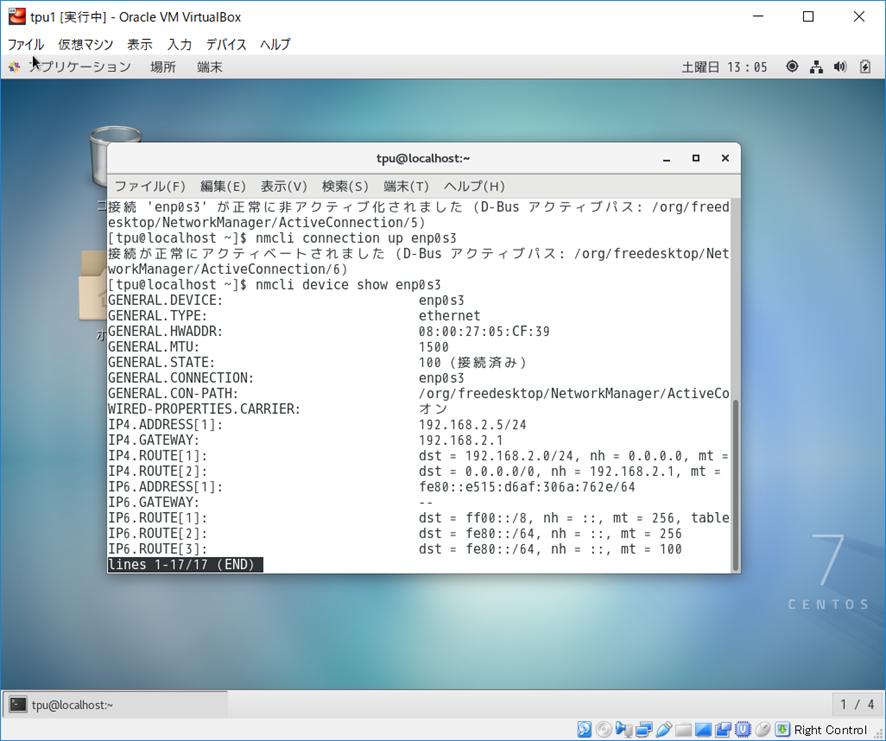 tpu1 [実行中] - Oracle VM VirtualBox
ファイル 仮想マシン 表示 入力 デバイス ヘルプ
アプリケーション 場所 端末 土曜日 13:05
tpu@localhost:~
ファイル(F) 編集(E) 表示(V) 検索(S) 端末(T) ヘルプ(H)
接続 'enp0s3' が正常に非アクティブ化されました (D-Bus アクティブパス: /org/freed
esktop/NetworkManager/ActiveConnection/5)
[tpu@localhost ~]$ nmcli connection up enp0s3
接続が正常にアクティベートされました (D-Bus アクティブパス: /org/freedesktop/Net
workManager/ActiveConnection/6)
[tpu@localhost ~]$ nmcli device show enp0s3
GENERAL.DEVICE: enp0s3
GENERAL.TYPE: ethernet
GENERAL.HWADDR: 08:00:27:05:CF:39
GENERAL.MTU: 1500
GENERAL.STATE: 100 (接続済み)
GENERAL.CONNECTION: enp0s3
GENERAL.CON-PATH: /org/freedesktop/NetworkManager/ActiveCo
WIRED-PROPERTIES.CARRIER: オン
IP4.ADDRESS[1]: 192.168.2.5/24
IP4.GATEWAY: 192.168.2.1
IP4.ROUTE[1]: dst = 192.168.2.0/24, nh = 0.0.0.0, mt =
IP4.ROUTE[2]: dst = 0.0.0.0/0, nh = 192.168.2.1, mt =
IP6.ADDRESS[1]: fe80::e515:d6af:306a:762e/64
IP6.GATEWAY: --
IP6.ROUTE[1]: dst = ff00::/8, nh = ::, mt = 256, table
IP6.ROUTE[2]: dst = fe80::/64, nh = ::, mt = 256
IP6.ROUTE[3]: dst = fe80::/64, nh = ::, mt = 100
lines 1-17/17 (END)
7
CENTOS
tpu@localhost:~ 1 / 4
Right Control